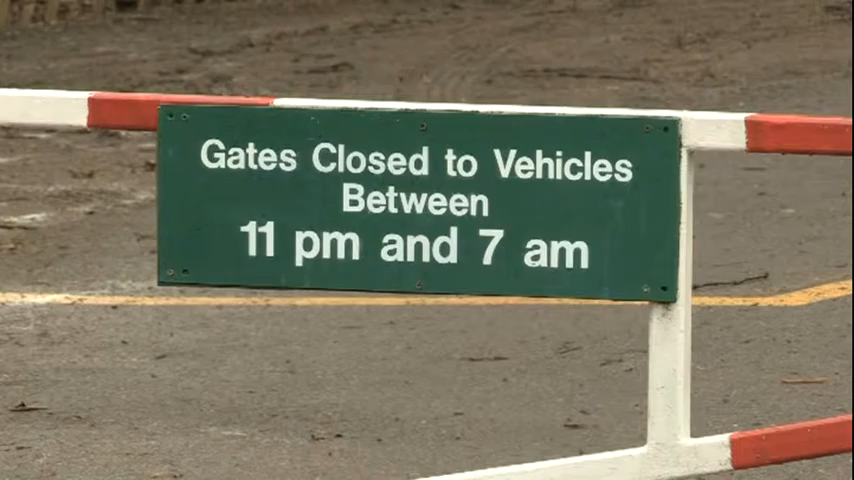 Gates Closed to Vehicles
Between
11 pm and 7 am